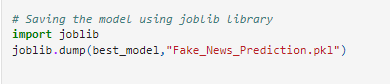 # Saving the model using joblib library
import joblib
joblib.dump(best_model,"Fake_News_Prediction.pkl")